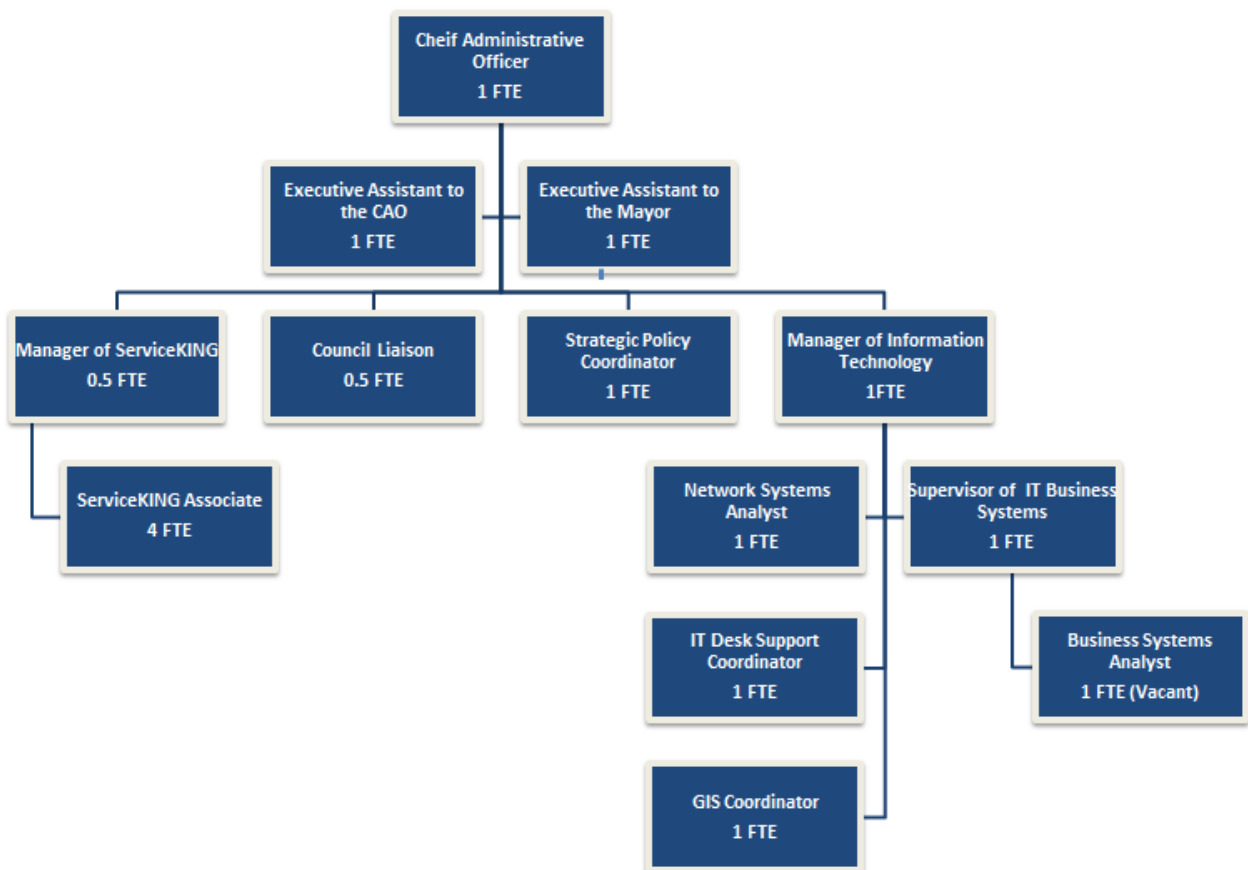 Cheif Administrative
Officer
1 FTE
Executive Assistant to
the CAO
1 FTE
Executive Assistant to
the Mayor
1 FTE
Manager of ServiceKING
0.5 FTE
Council Liaison
0.5 FTE
Strategic Policy
Coordinator
1 FTE
Manager of Information
Technology
1FTE
ServiceKING Associate
4 FTE
Network Systems
Analyst
1 FTE
Supervisor of IT Business
Systems
1 FTE
IT Desk Support
Coordinator
1 FTE
Business Systems
Analyst
1 FTE (Vacant)
GIS Coordinator
1 FTE